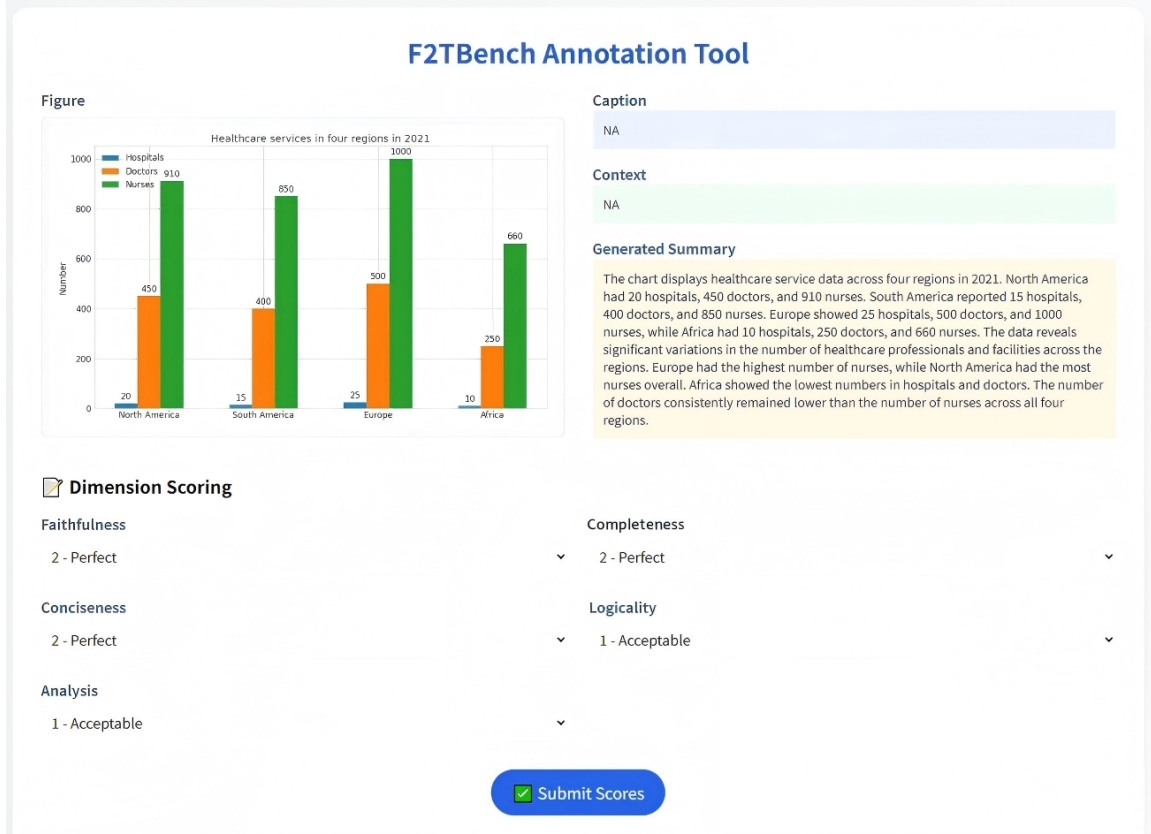 F2TBench Annotation Tool
Figure
Healthcare services in four regions in 2021
Hospitals
Doctors
Nurses
Number
1000
800
600
400
200
0
20
450
910
15
400
850
25
500
1000
10
250
660
North America
South America
Europe
Africa
Caption
NA
Context
NA
Generated Summary
The chart displays healthcare service data across four regions in 2021. North America
had 20 hospitals, 450 doctors, and 910 nurses. South America reported 15 hospitals,
400 doctors, and 850 nurses. Europe showed 25 hospitals, 500 doctors, and 1000
nurses, while Africa had 10 hospitals, 250 doctors, and 660 nurses. The data reveals
significant variations in the number of healthcare professionals and facilities across the
regions. Europe had the highest number of nurses, while North America had the most
nurses overall. Africa showed the lowest numbers in hospitals and doctors. The number
of doctors consistently remained lower than the number of nurses across all four
regions.
📝 Dimension Scoring
Faithfulness
2 - Perfect
Completeness
2 - Perfect
Conciseness
2 - Perfect
Logicality
1 - Acceptable
Analysis
1 - Acceptable
✅ Submit Scores